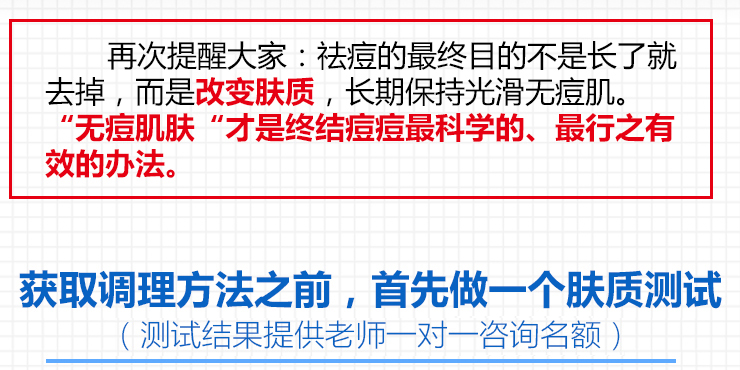 再次提醒大家：祛痘的最终目的不是长了就
去掉，而是改变肤质，长期保持光滑无痘肌。
“无痘肌肤“才是终结痘痘最科学的、最行之有
效的办法。
获取调理方法之前，首先做一个肤质测试
（测试结果提供老师一对一咨询名额）